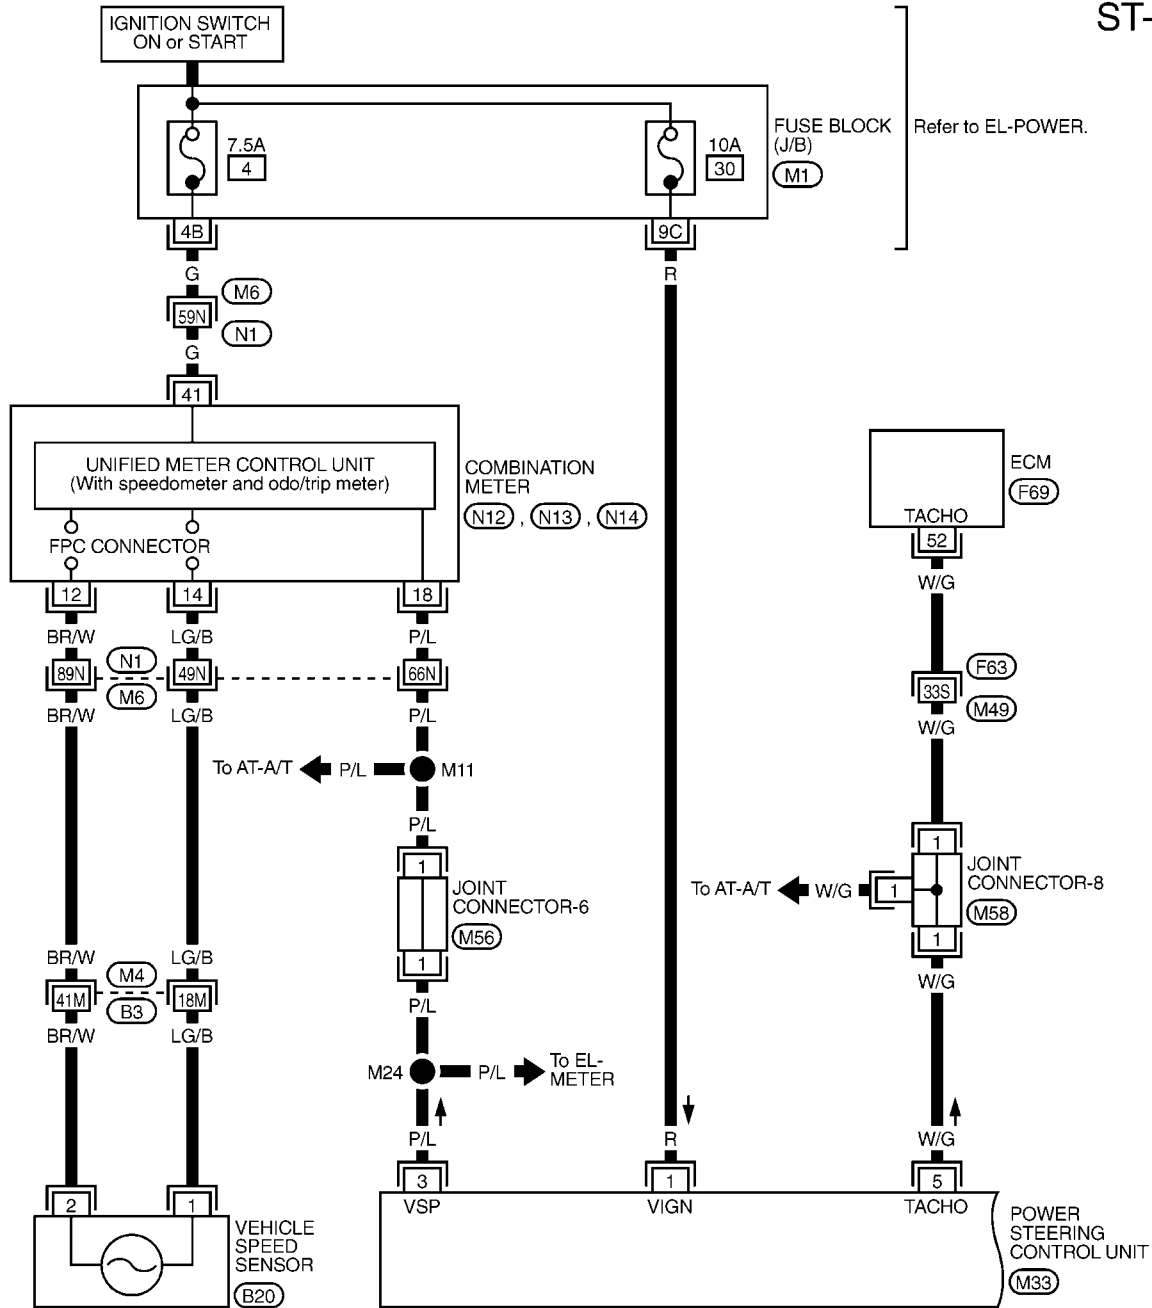 ST-
IGNITION SWITCH
ON or START
7.5A
4
10A
30
FUSE BLOCK
(J/B)
M1
Refer to EL-POWER.
4B
9C
G
R
M6
59N
N1
G
41
UNIFIED METER CONTROL UNIT
(With speedometer and odo/trip meter)
COMBINATION
METER
N12 , N13 , N14
FPC CONNECTOR
ECM
F69
TACHO
52
W/G
12
14
18
BR/W
LG/B
P/L
89N
N1
M6
49N
66N
BR/W
LG/B
P/L
F63
33S
M49
W/G
To AT-A/T
P/L
M11
P/L
1
JOINT
CONNECTOR-6
M56
1
P/L
1
JOINT
CONNECTOR-8
M58
To AT-A/T
W/G
1
1
W/G
BR/W
LG/B
41M
M4
B3
18M
BR/W
LG/B
M24
P/L
To EL-
METER
P/L
R
W/G
3
1
5
VSP
VIGN
TACHO
POWER
STEERING
CONTROL UNIT
M33
2
1
VEHICLE
SPEED
SENSOR
B20